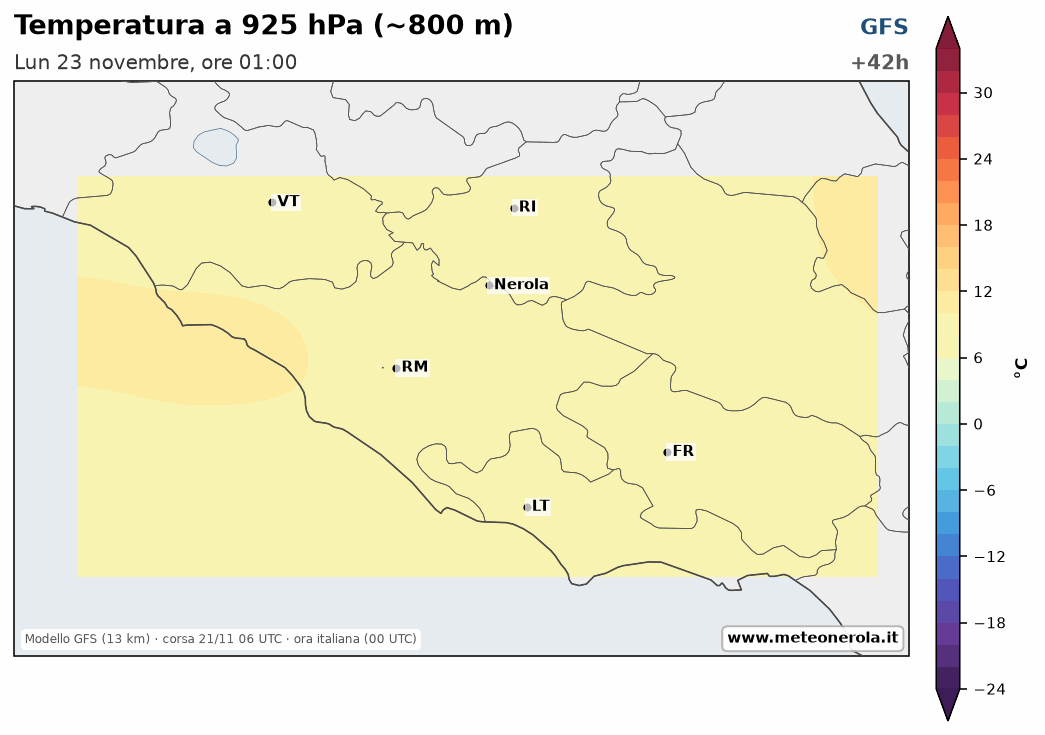 Temperatura a 925 hPa (~800 m)
GFS
Lun 23 novembre, ore 01:00
+42h
30
24
18
12
6
0
−6
−12
−18
−24
°C
VT
RI
Nerola
RM
FR
LT
Modello GFS (13 km) · corsa 21/11 06 UTC · ora italiana (00 UTC)
www.meteonerola.it